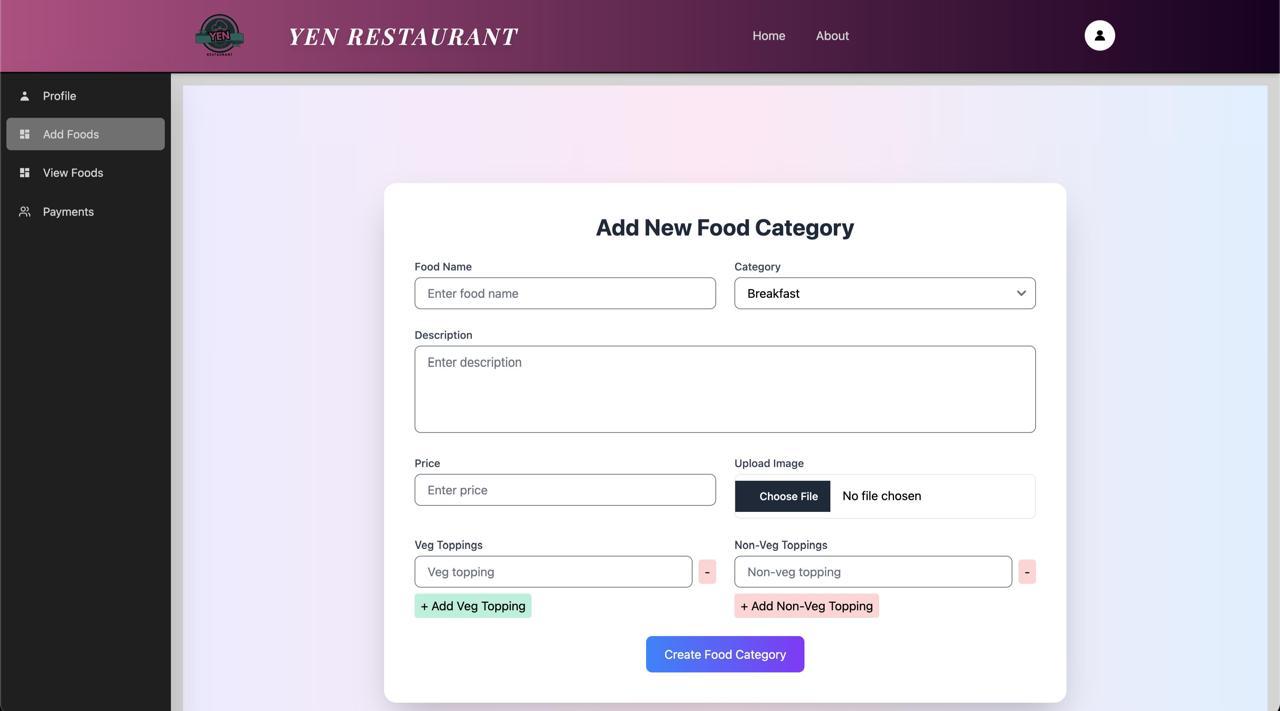 YEN
RESTAURANT
YEN RESTAURANT
Home
About
Profile
Add Foods
View Foods
Payments
Add New Food Category
Food Name
Category
Enter food name
Breakfast
Description
Enter description
Price
Upload Image
Enter price
Choose File
No file chosen
Veg Toppings
Non-Veg Toppings
Veg topping
-
Non-veg topping
-
+ Add Veg Topping
+ Add Non-Veg Topping
Create Food Category